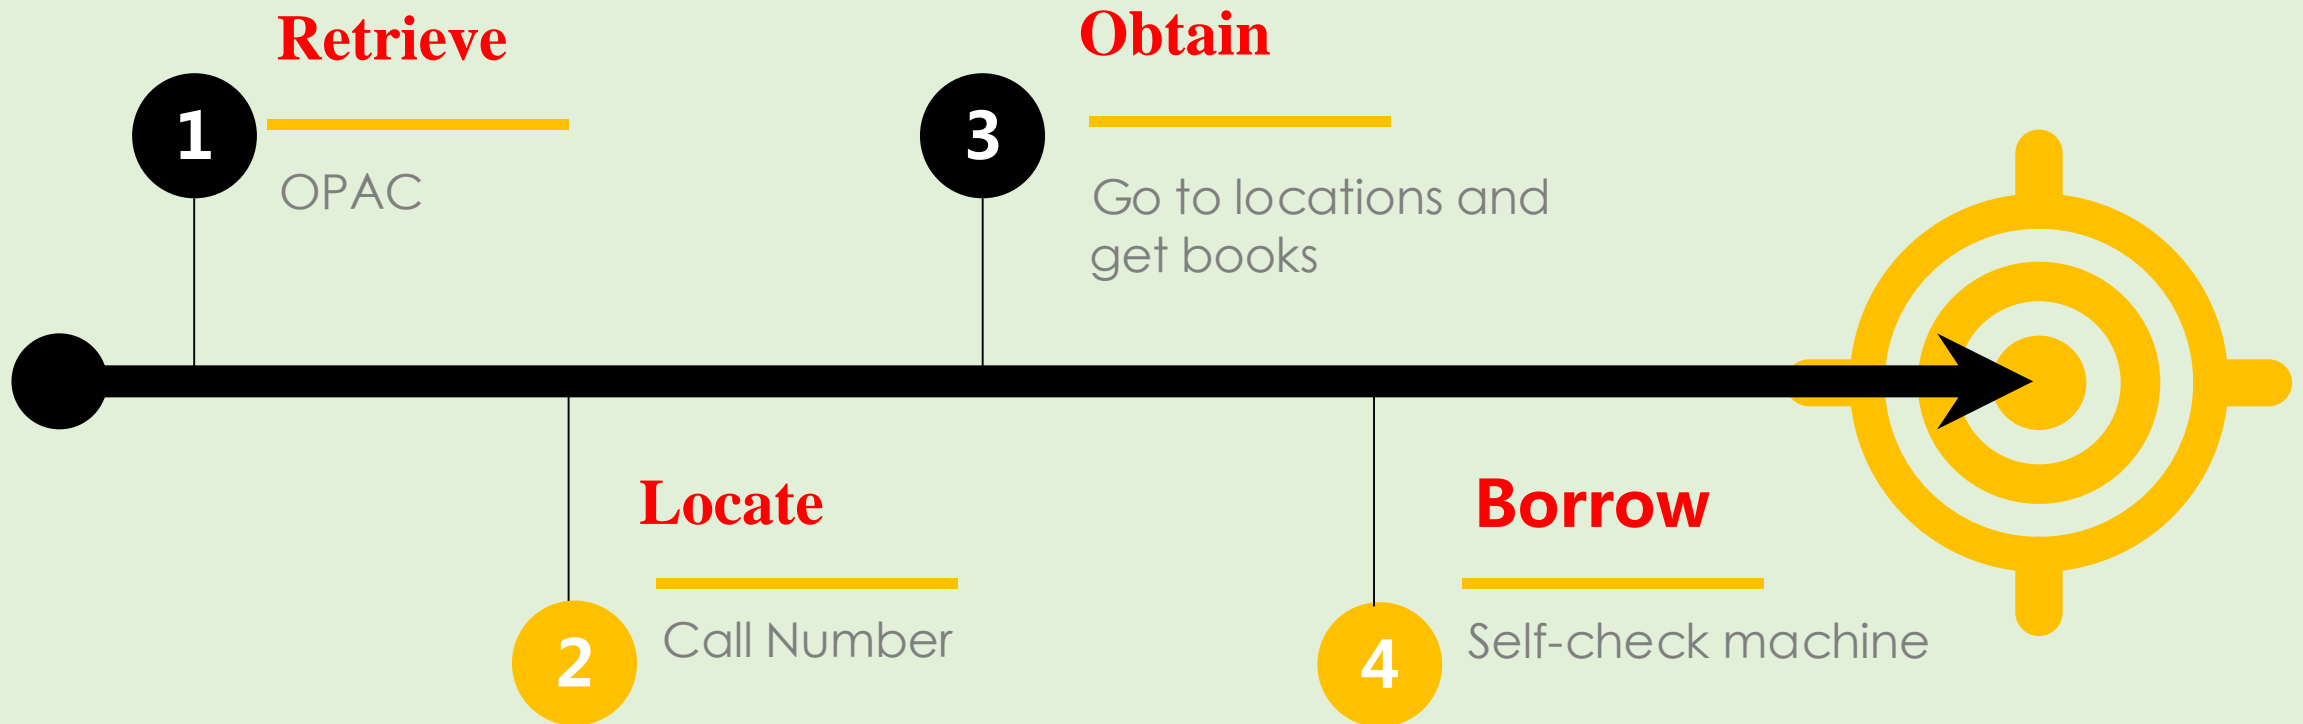 Retrieve
1
OPAC
Locate
2
Call Number
Obtain
3
Go to locations and
get books
Borrow
4
Self-check machine